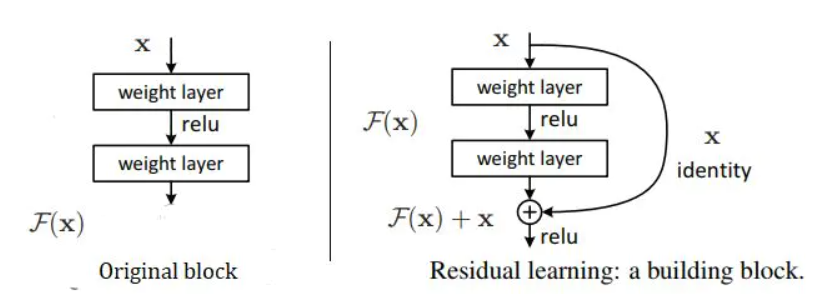 x
weight layer
relu
weight layer
F(x)
Original block
x
weight layer
F(x)
relu
x
identity
weight layer
F(x) + x
+
relu
Residual learning: a building block.